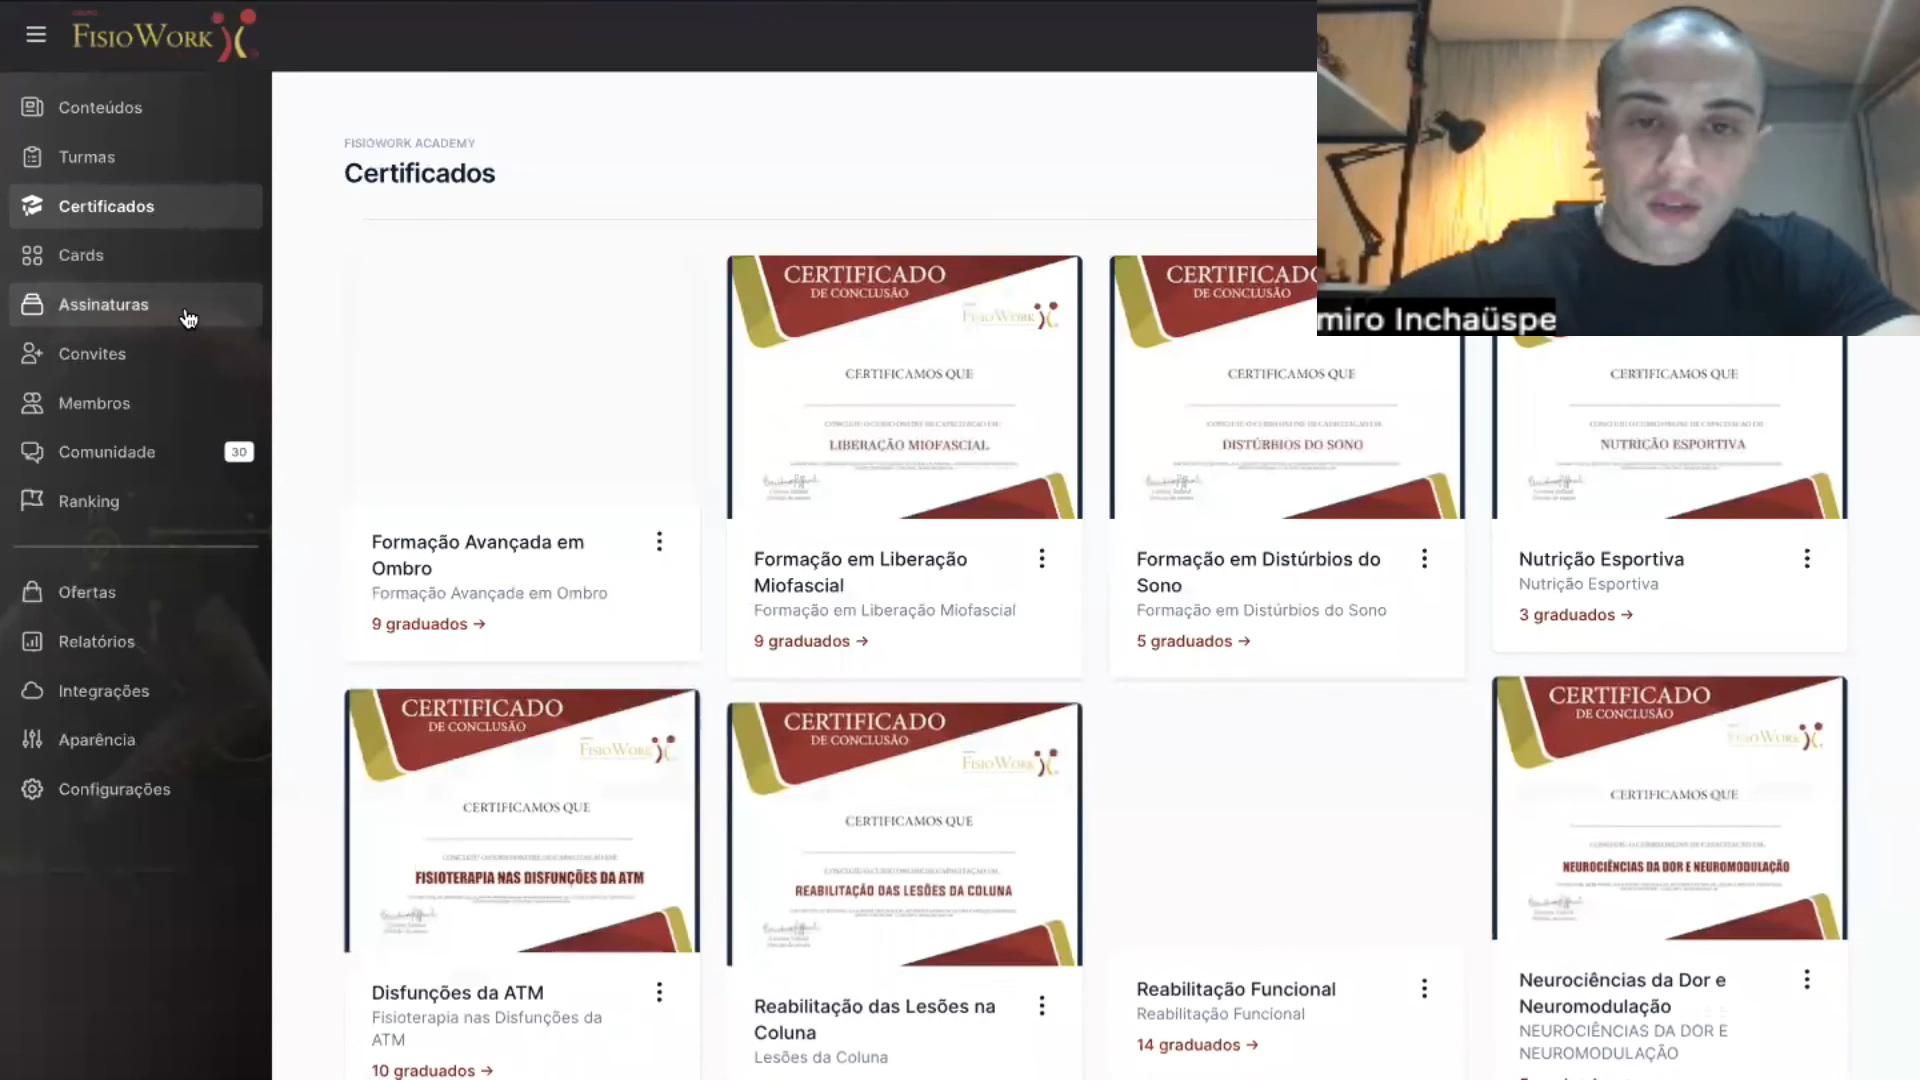 GRUPO
FISIOWORK
Conteúdos
Turmas
Certificados
Cards
Assinaturas
Convites
Membros
Comunidade
30
Ranking
Ofertas
Relatórios
Integrações
Aparência
Configurações
FISIOWORK ACADEMY
Certificados
miro Inchaüspe
Formação Avançada em
Ombro
Formação Avançada em Ombro
9 graduados →
CERTIFICADO
DE CONCLUSÃO
FISIOWORK
CERTIFICAMOS QUE
LIBERAÇÃO MIOFASCIAL
Formação em Liberação
Miofascial
Formação em Liberação Miofascial
9 graduados →
CERTIFICADO
DE CONCLUSÃO
CERTIFICAMOS QUE
DISTÚRBIOS DO SONO
Formação em Distúrbios do
Sono
Formação em Distúrbios do Sono
5 graduados →
CERTIFICAMOS QUE
NUTRIÇÃO ESPORTIVA
Nutrição Esportiva
Nutrição Esportiva
3 graduados →
CERTIFICADO
DE CONCLUSÃO
FISIOWORK
CERTIFICAMOS QUE
FISIOTERAPIA NAS DISFUNÇÕES DA ATM
Disfunções da ATM
Fisioterapia nas Disfunções da
ATM
10 graduados →
CERTIFICADO
DE CONCLUSÃO
FISIOWORK
CERTIFICAMOS QUE
REABILITAÇÃO DAS LESÕES DA COLUNA
Reabilitação das Lesões na
Coluna
Lesões da Coluna
Reabilitação Funcional
Reabilitação Funcional
14 graduados →
CERTIFICADO
DE CONCLUSÃO
FISIOWORK
CERTIFICAMOS QUE
NEUROCIÊNCIAS DA DOR E NEUROMODULAÇÃO
Neurociências da Dor e
Neuromodulação
NEUROCIÊNCIAS DA DOR E
NEUROMODULAÇÃO